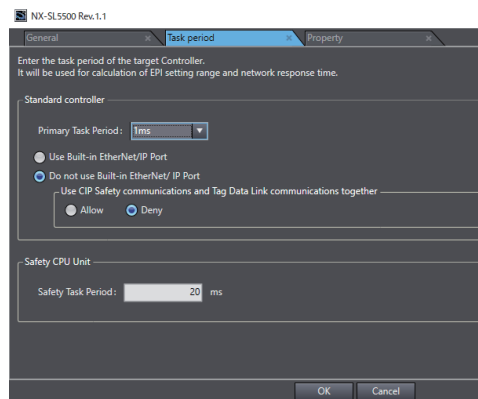 NX-SL5500 Rev.1.1
General
Task period
Property
Enter the task period of the target Controller.
It will be used for calculation of EPI setting range and network response time.
Standard controller
Primary Task Period :
1ms
Use Built-in EtherNet/IP Port
Do not use Built-in EtherNet/ IP Port
Use CIP Safety communications and Tag Data Link communications together
Allow
Deny
Safety CPU Unit
Safety Task Period :
20 ms
OK
Cancel